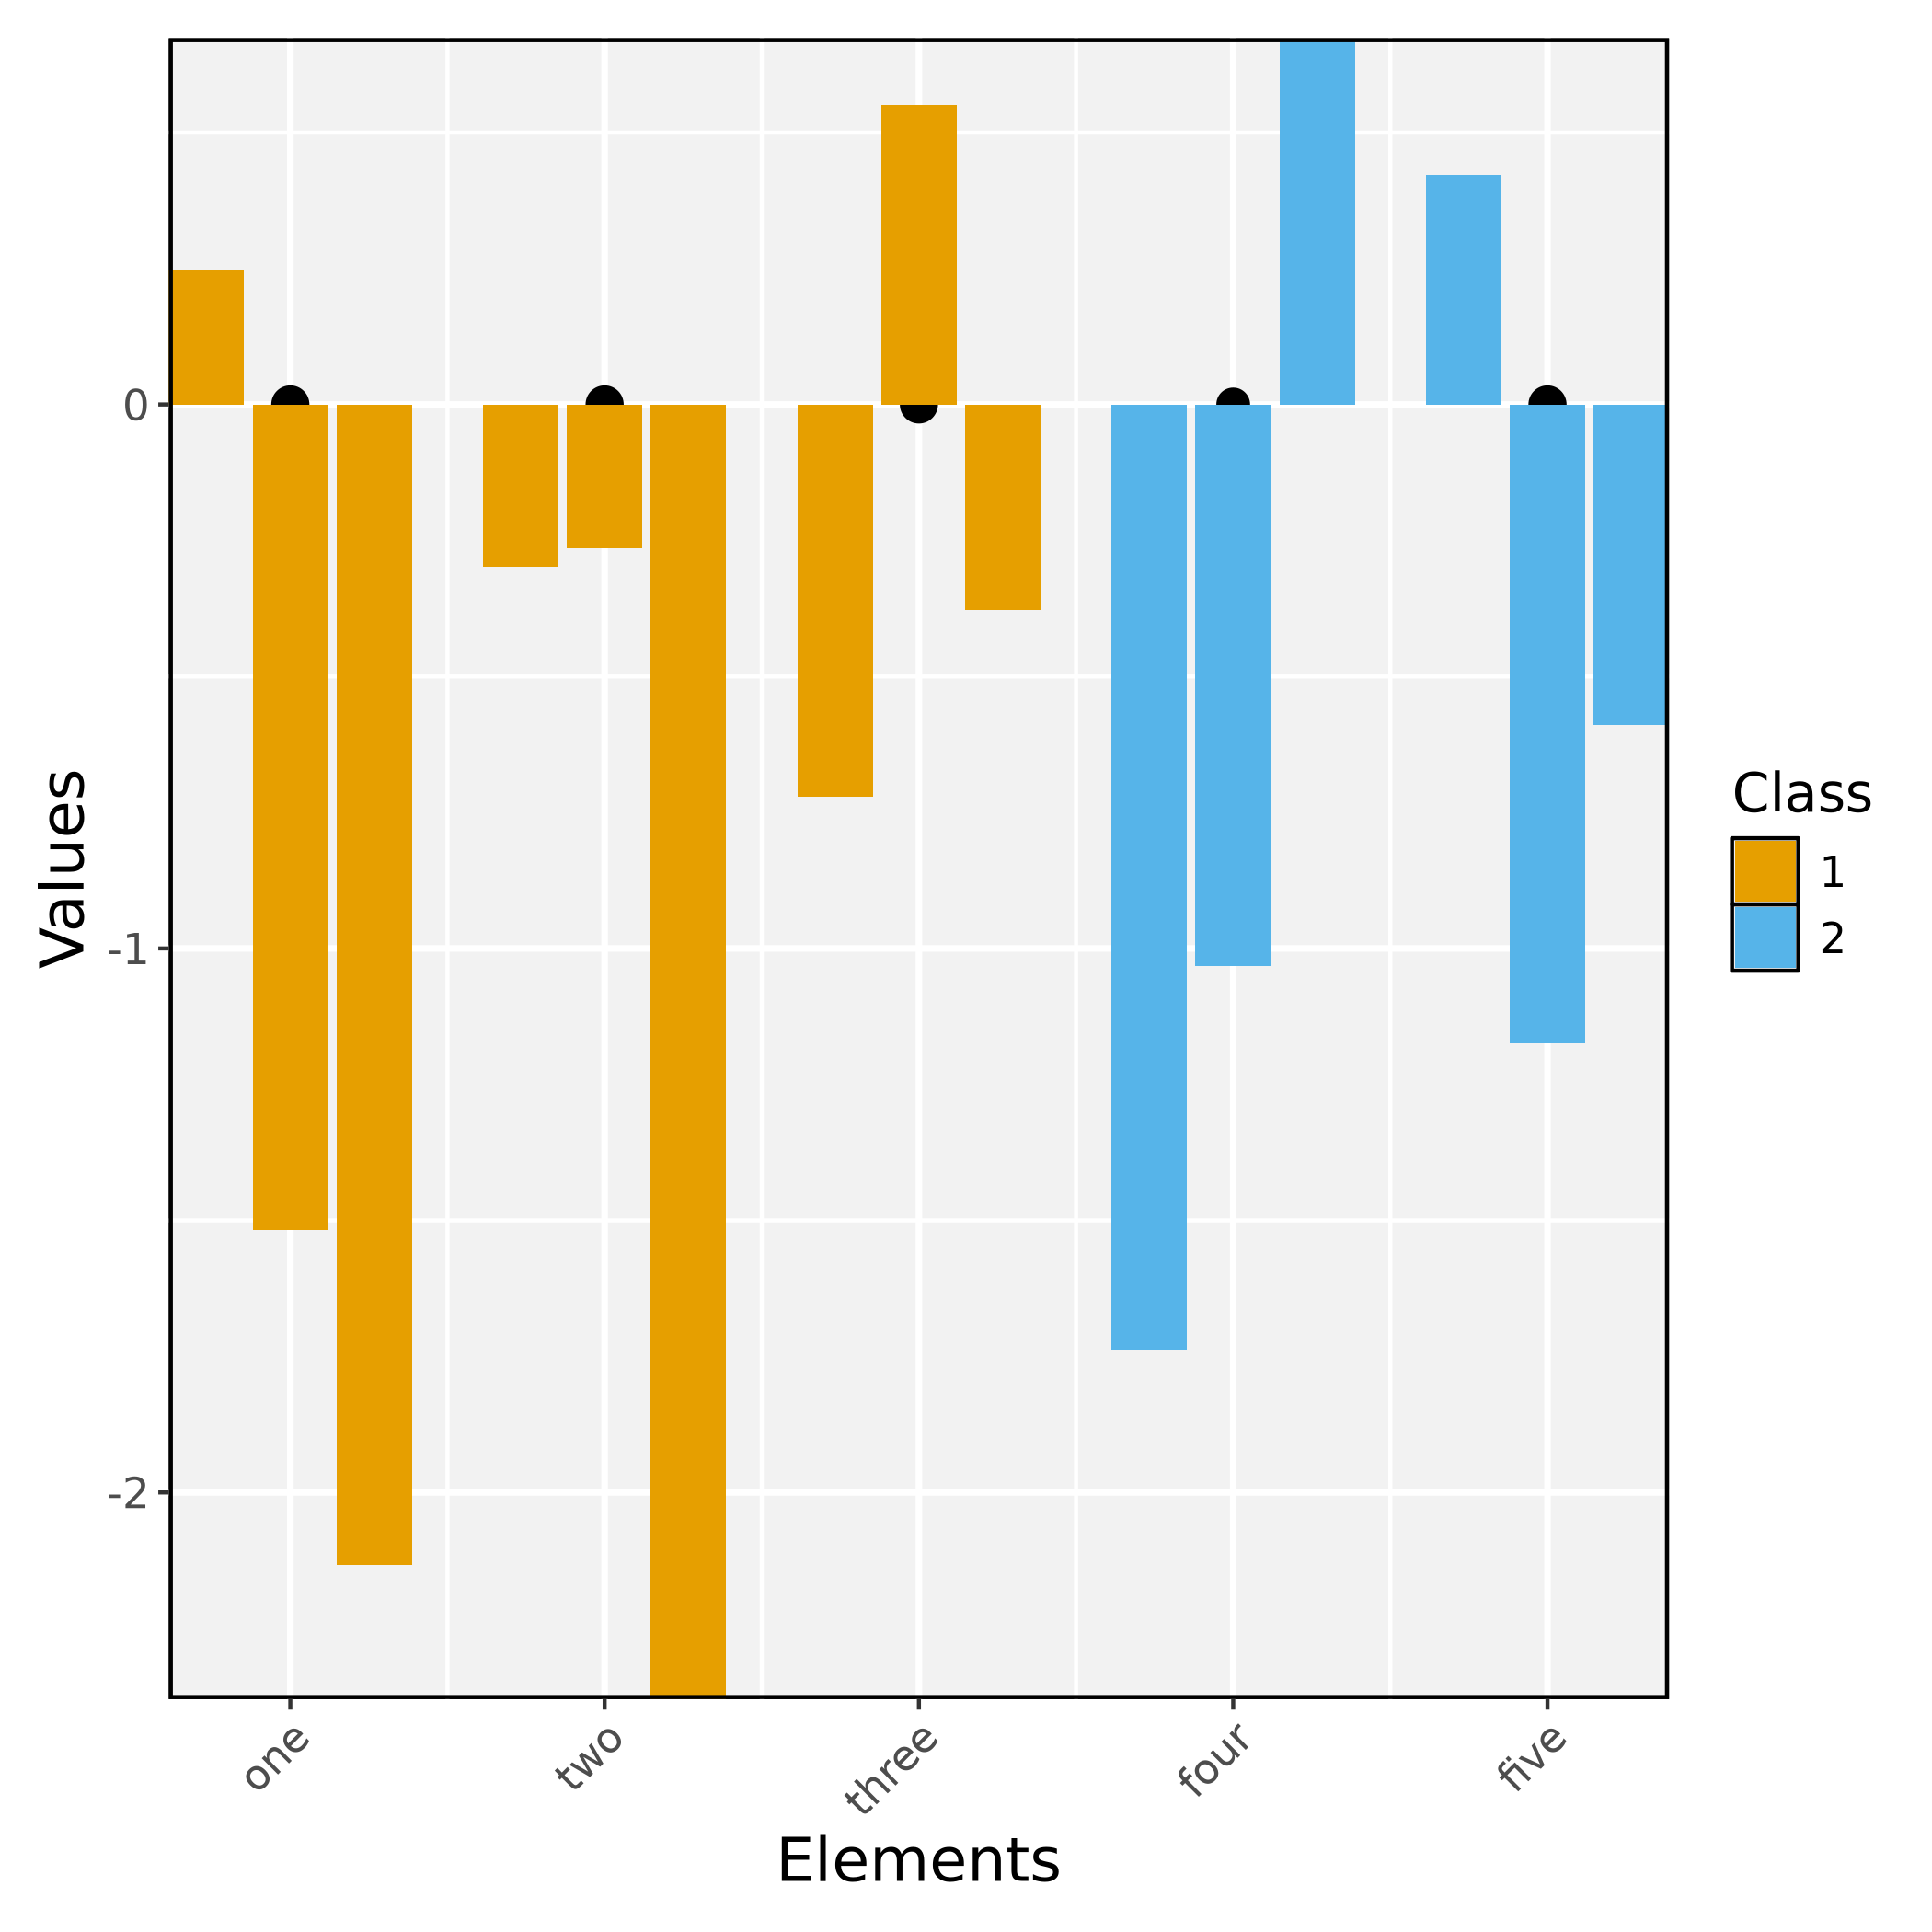 Values
0
-1
-2
one
two
three
four
five
Elements
Class
1
2